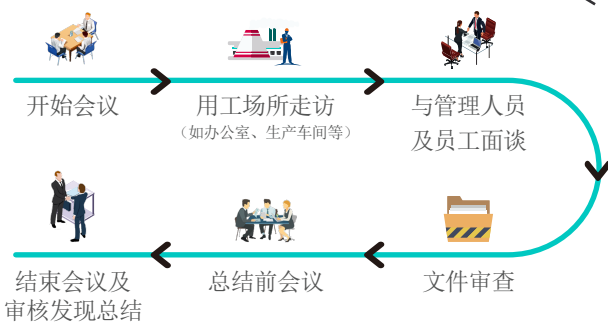 开始会议
用工场所走访
（如办公室、生产车间等）
与管理人员
及员工面谈
文件审查
总结前会议
结束会议及
审核发现总结